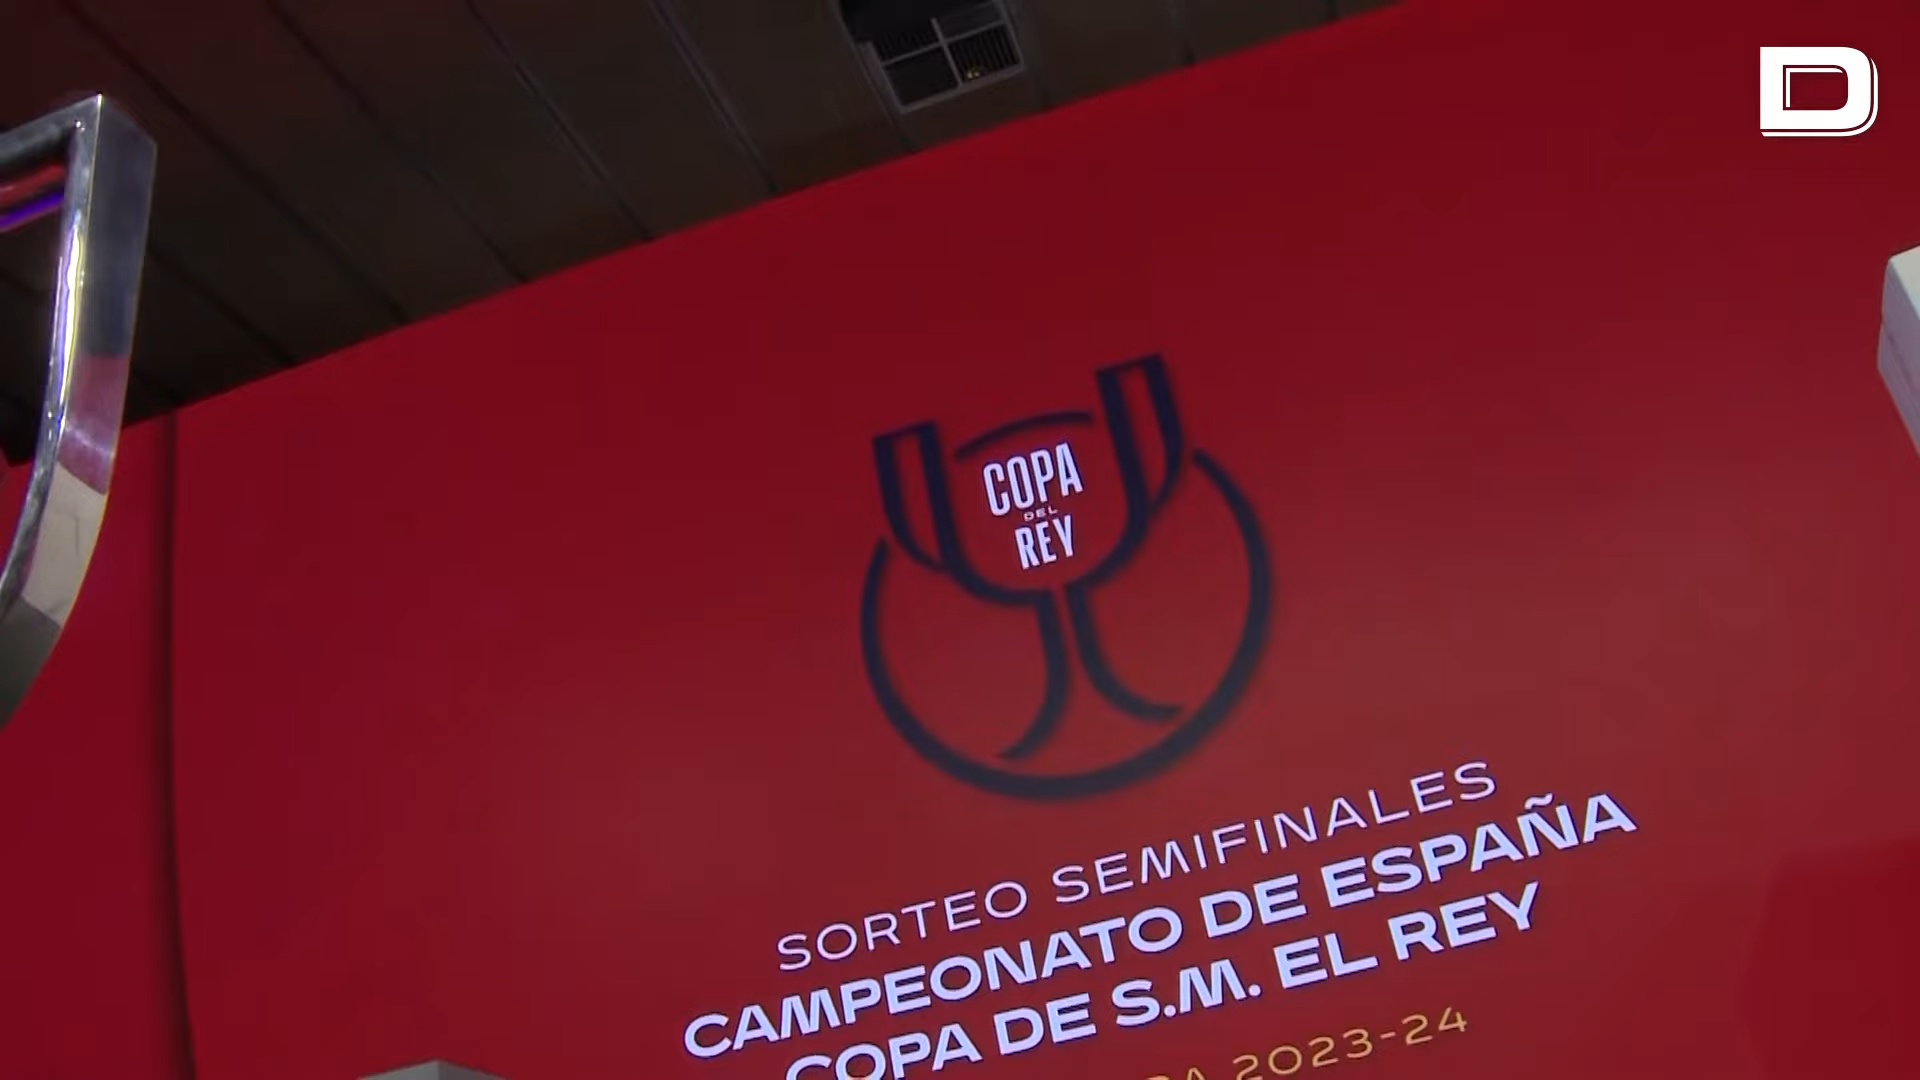 D
COPA
DEL
REY
SORTEO SEMIFINALES
CAMPEONATO DE ESPAÑA
COPA DE S.M. EL REY
2023-24